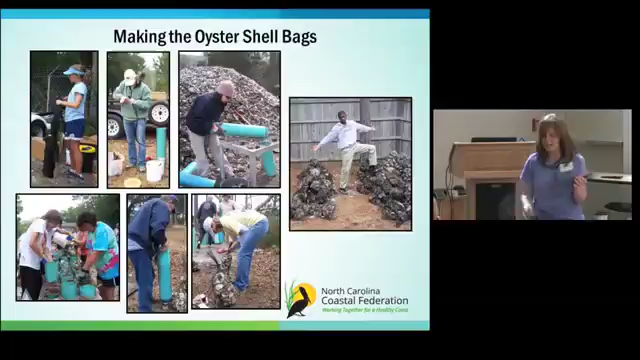 Making the Oyster Shell Bags
North Carolina
Coastal Federation
Working Together for a Healthy Coast